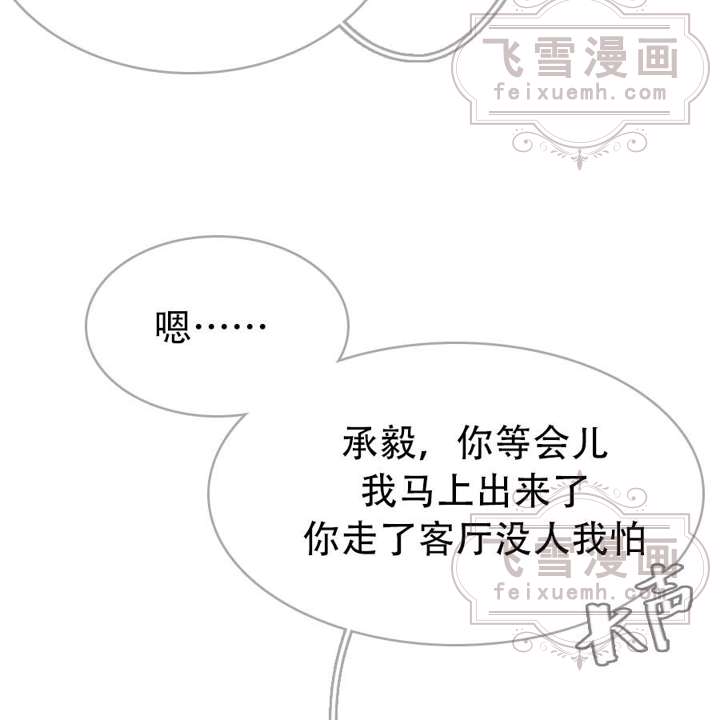 飞雪漫画
feixuemh.com
嗯……
承毅，你等会儿
我马上出来了
你走了客厅没人我怕
飞雪漫画
feixuemh.com
大声